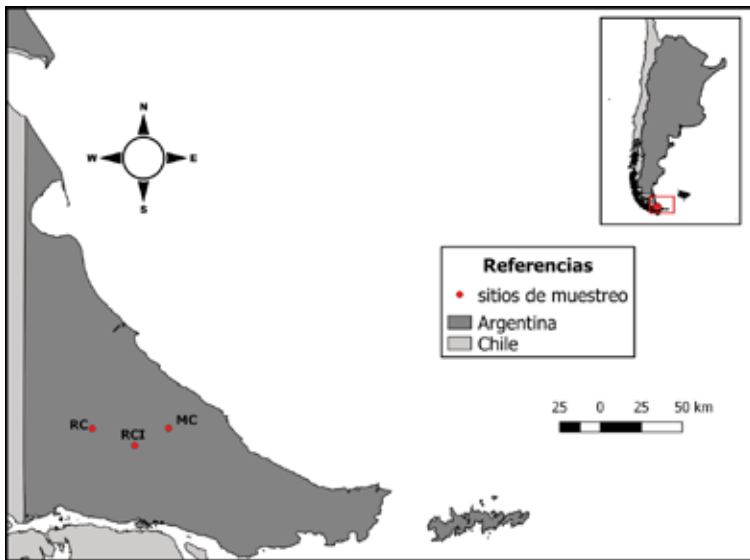 N
W E
S
Referencias
sitios de muestreo
Argentina
Chile
25 0 25 50 km
RC
RCI
MC